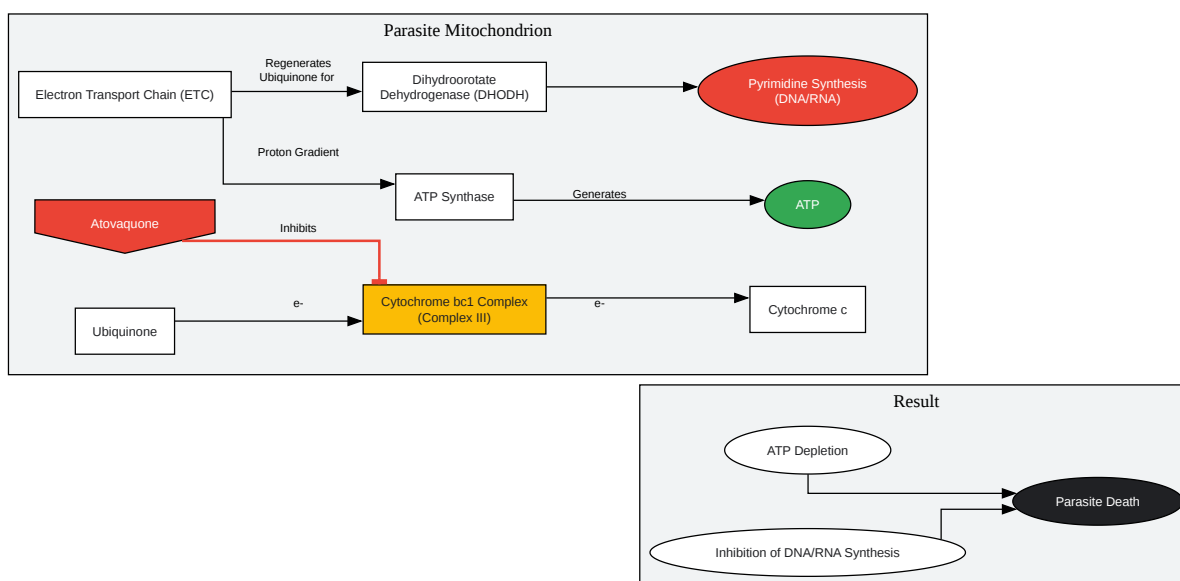 Parasite Mitochondrion
Regenerates
Ubiquinone for
Electron Transport Chain (ETC)
Dihydroorotate
Dehydrogenase (DHODH)
Pyrimidine Synthesis
(DNA/RNA)
Proton Gradient
ATP Synthase
Generates
ATP
Atovaquone
Inhibits
Ubiquinone
e-
Cytochrome bc1 Complex
(Complex III)
e-
Cytochrome c
Result
ATP Depletion
Parasite Death
Inhibition of DNA/RNA Synthesis